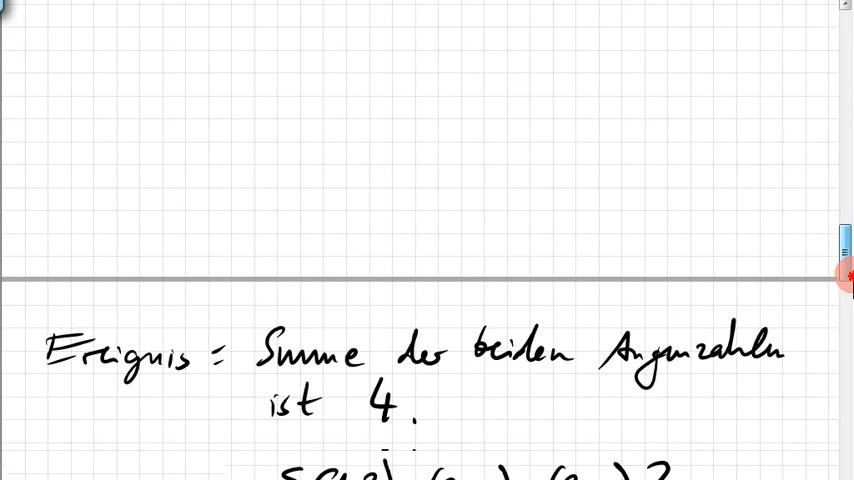 Ereignis = Summe der beiden Augenzahlen
ist 4.